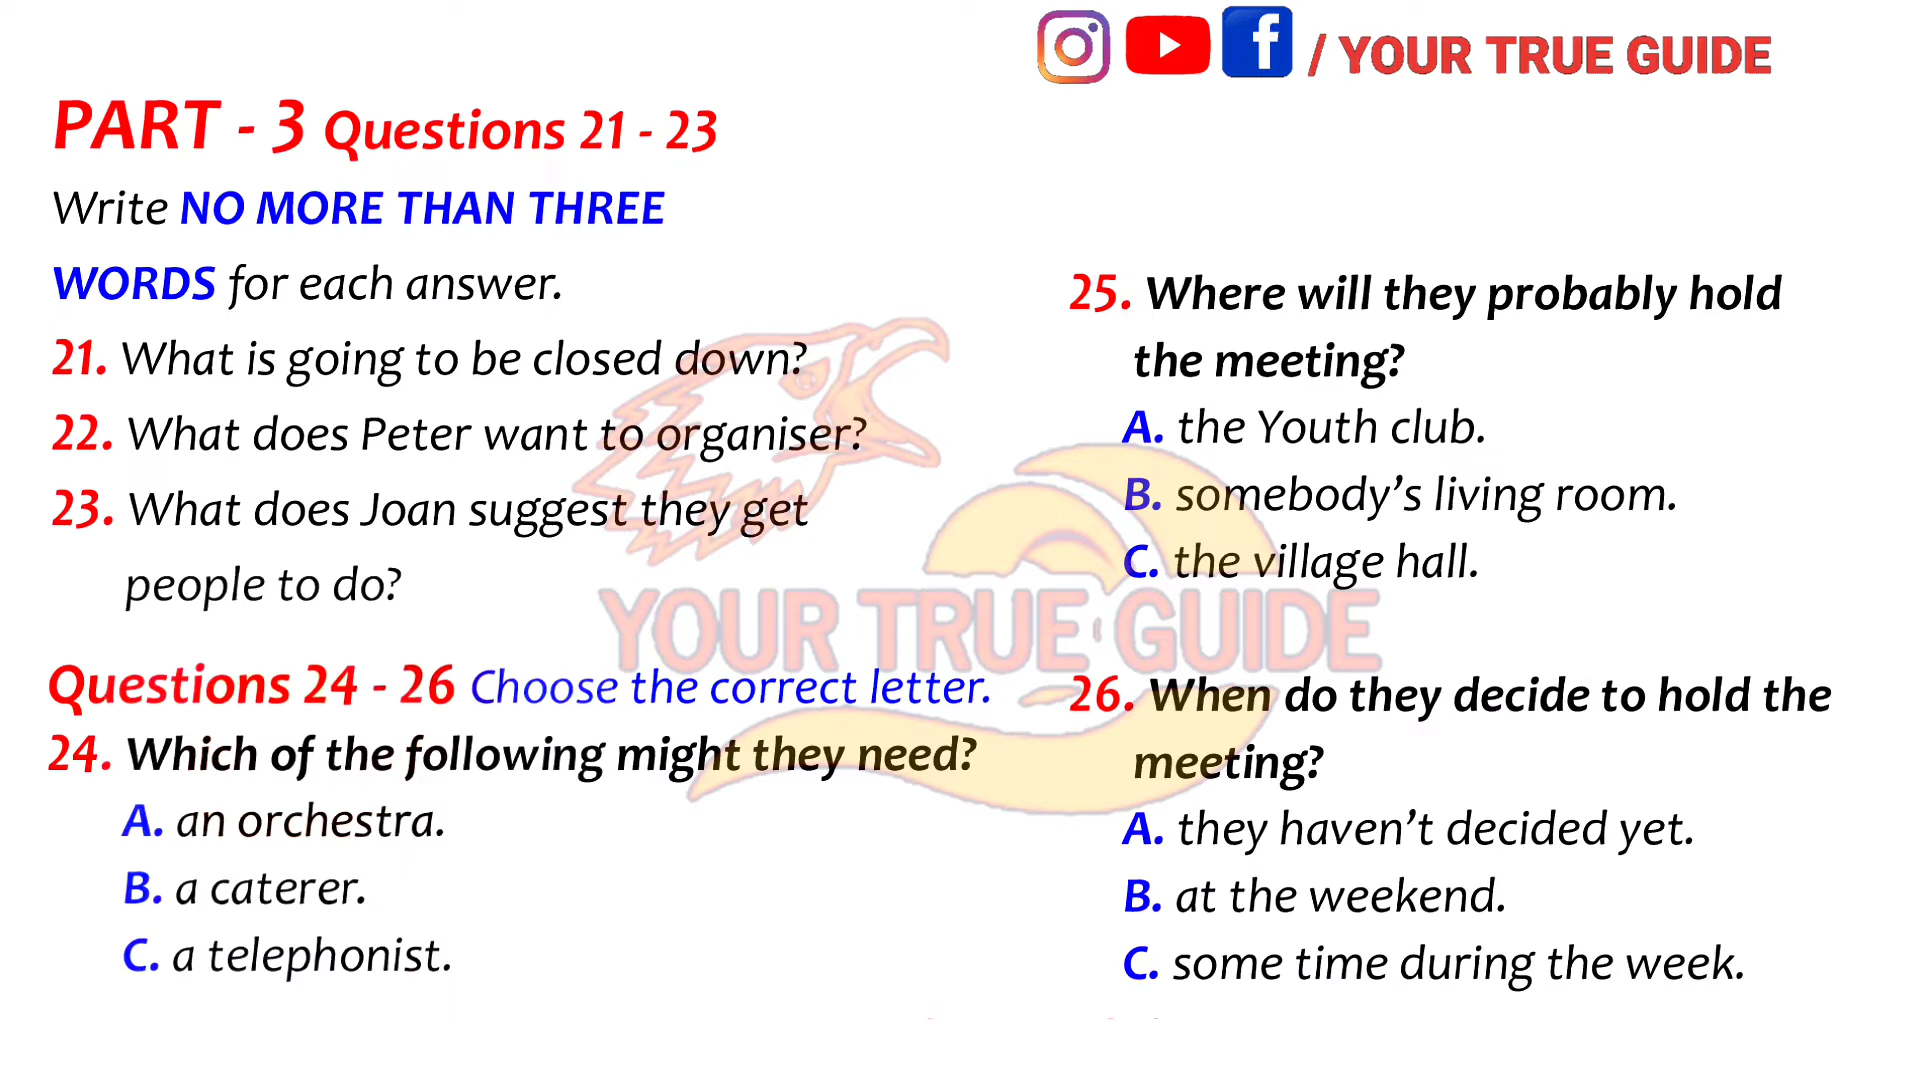 / YOUR TRUE GUIDE
PART - 3 Questions 21 - 23
Write NO MORE THAN THREE
WORDS for each answer.
21. What is going to be closed down?
22. What does Peter want to organiser?
23. What does Joan suggest they get
people to do?
Questions 24 - 26 Choose the correct letter.
24. Which of the following might they need?
A. an orchestra.
B. a caterer.
C. a telephonist.
25. Where will they probably hold
the meeting?
A. the Youth club.
B. somebody’s living room.
C. the village hall.
26. When do they decide to hold the
meeting?
A. they haven’t decided yet.
B. at the weekend.
C. some time during the week.
YOUR TRUE GUIDE